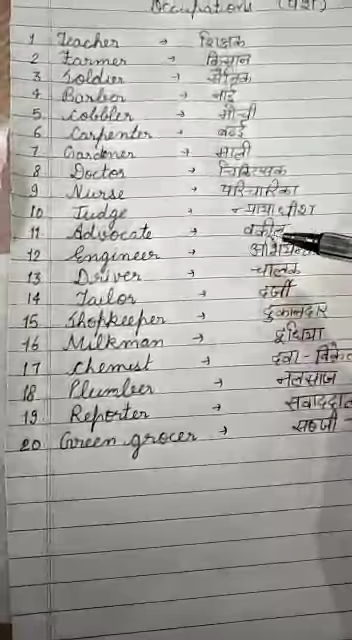 Occupations (पेशा)
1 Teacher → शिक्षक
2 Farmer → किसान
3 Soldier → सैनिक
4 Barber → नाई
5 Cobbler → मोची
6 Carpenter → बढई
7 Gardener → माली
8 Doctor → चिकित्सक
9 Nurse → परिचारिका
10 Judge → न्यायाधीश
11 Advocate → वकील
12 Engineer →
13 Driver → चालक
14 Tailor → दर्जी
15 Shopkeeper → दुकानदार
16 Milkman → दूधिया
17 Chemist → दवा-विक्रे
18 Plumber → नलसाज
19 Reporter → संवाददा
20 Green grocer → सब्जी